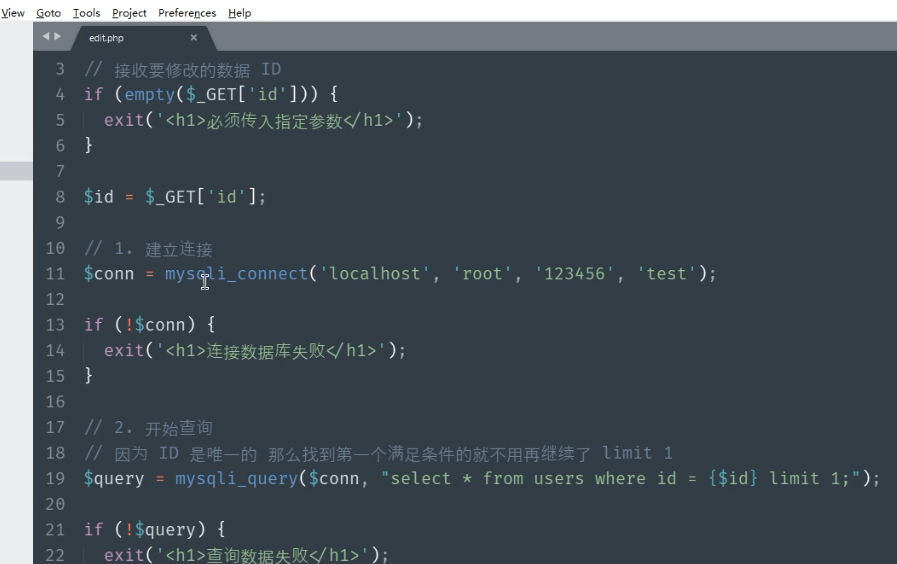 View Goto Tools Project Preferences Help
edit.php ×
3 // 接收要修改的数据 ID
4 if (empty($_GET['id'])) {
5 exit('<h1>必须传入指定参数</h1>');
6 }
7
8 $id = $_GET['id'];
9
10 // 1. 建立连接
11 $conn = mysqli_connect('localhost', 'root', '123456', 'test');
12
13 if (!$conn) {
14 exit('<h1>连接数据库失败</h1>');
15 }
16
17 // 2. 开始查询
18 // 因为 ID 是唯一的 那么找到第一个满足条件的就不用再继续了 limit 1
19 $query = mysqli_query($conn, "select * from users where id = {$id} limit 1;");
20
21 if (!$query) {
22 exit('<h1>查询数据失败</h1>');